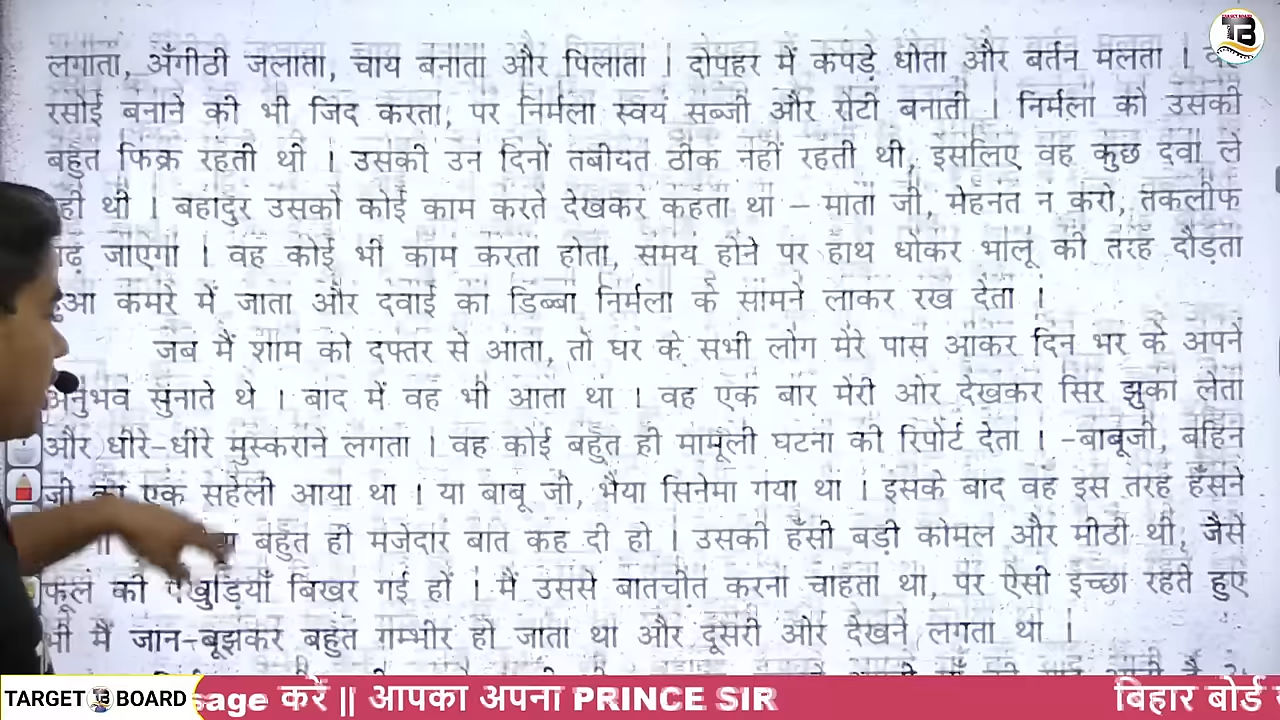 लगाता, अँगीठी जलाता, चाय बनाता और पिलाता । दोपहर में कपड़े धोता और बर्तन मलता ।
रसोई बनाने की भी जिद करता, पर निर्मला स्वयं सब्जी और रोटी बनाती । निर्मला को उसकी
बहुत फिक्र रहती थी । उसकी उन दिनों तबीयत ठीक नहीं रहती थी, इसलिए वह कुछ दवा ले
ही थी । बहादुर उसको कोई काम करते देखकर कहता था – माता जी, मेहनत न करो, तकलीफ
ढ़ जाएगा । वह कोई भी काम करता होता, समय होने पर हाथ धोकर भालू की तरह दौड़ता
हुआ कमरे में जाता और दवाई का डिब्बा निर्मला के सामने लाकर रख देता ।
जब मैं शाम को दफ्तर से आता, तो घर के सभी लोग मेरे पास आकर दिन भर के अपने
अनुभव सुनाते थे । बाद में वह भी आता था । वह एक बार मेरी ओर देखकर सिर झुका लेता
और धीरे-धीरे मुस्कराने लगता । वह कोई बहुत ही मामूली घटना की रिपोर्ट देता । -बाबूजी, बहिन
जी का एक सहेली आया था । या बाबू जी, भैया सिनेमा गया था । इसके बाद वह इस तरह हँसने
बहुत ही मजेदार बात कह दी हो । उसकी हँसी बड़ी कोमल और मीठी थी, जैसे
फूल की पंखुड़ियाँ बिखर गई हों । मैं उससे बातचीत करना चाहता था, पर ऐसी इच्छा रहते हुए
भी मैं जान-बूझकर बहुत गम्भीर हो जाता था और दूसरी ओर देखने लगता था ।
TARGET TB BOARD
sage करें || आपका अपना PRINCE SIR
बिहार बोर्ड
TARGET BOARD
TB